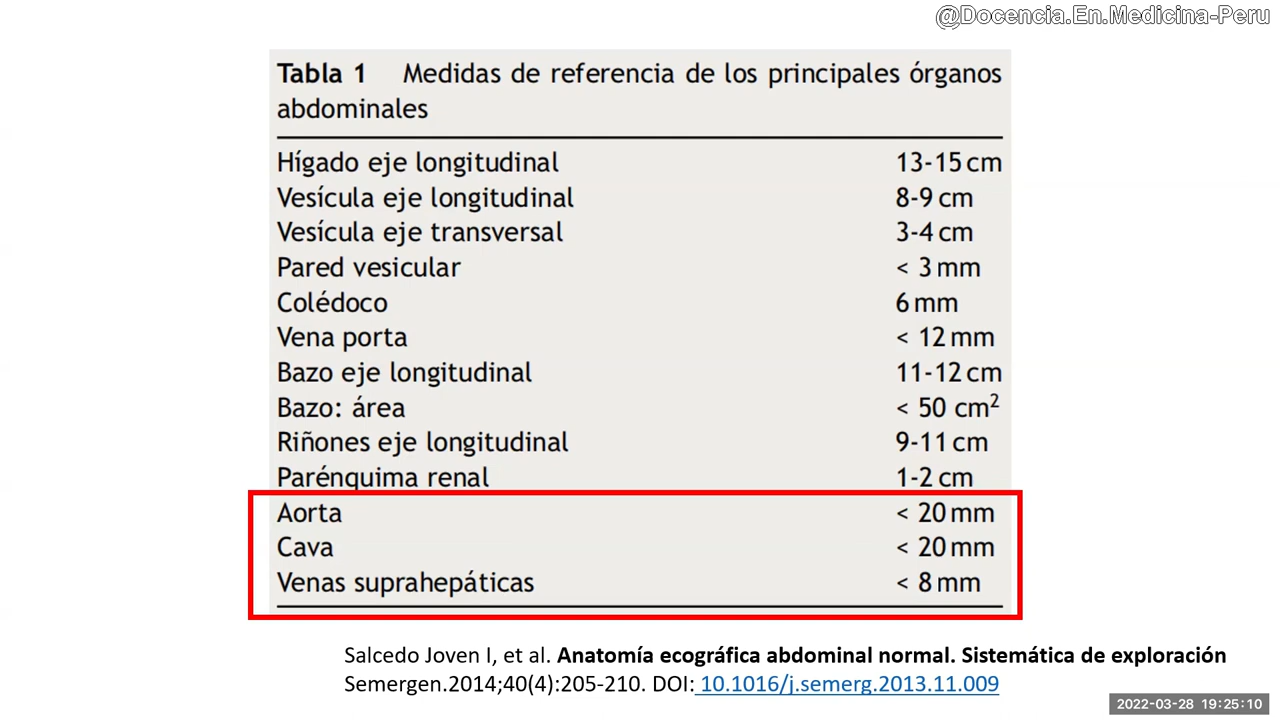 @Docencia.En.Medicina-Peru
Tabla 1 Medidas de referencia de los principales órganos
abdominales
Hígado eje longitudinal 13-15 cm
Vesícula eje longitudinal 8-9 cm
Vesícula eje transversal 3-4 cm
Pared vesicular < 3 mm
Colédoco 6 mm
Vena porta < 12 mm
Bazo eje longitudinal 11-12 cm
Bazo: área < 50 cm²
Riñones eje longitudinal 9-11 cm
Parénquima renal 1-2 cm
Aorta < 20 mm
Cava < 20 mm
Venas suprahepáticas < 8 mm
Salcedo Joven I, et al. Anatomía ecográfica abdominal normal. Sistemática de exploración
Semergen.2014;40(4):205-210. DOI: 10.1016/j.semerg.2013.11.009
2022-03-28 19:25:10